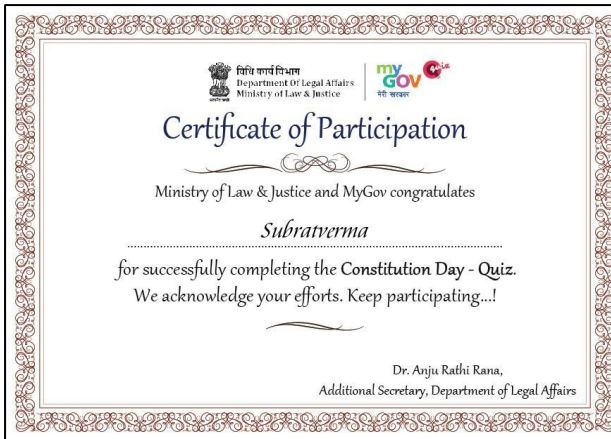 विधि कार्य विभाग
Department Of Legal Affairs
Ministry of Law & Justice
my
GOV
मेरी सरकार
Quiz
Certificate of Participation
Ministry of Law & Justice and MyGov congratulates
Subratverma
for successfully completing the Constitution Day - Quiz.
We acknowledge your efforts. Keep participating...!
Dr. Anju Rathi Rana,
Additional Secretary, Department of Legal Affairs